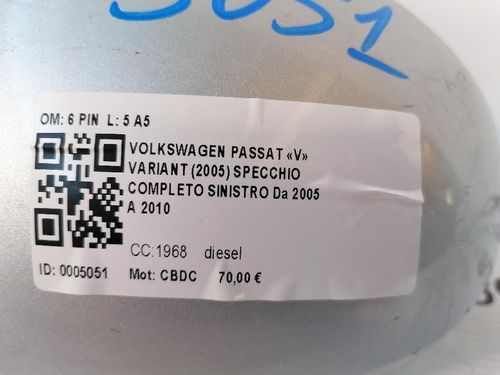 5051
OM: 6 PIN L: 5 A5
VOLKSWAGEN PASSAT «V»
VARIANT (2005) SPECCHIO
COMPLETO SINISTRO Da 2005
A 2010
CC:1968 diesel
ID: 0005051 Mot: CBDC 70,00 €